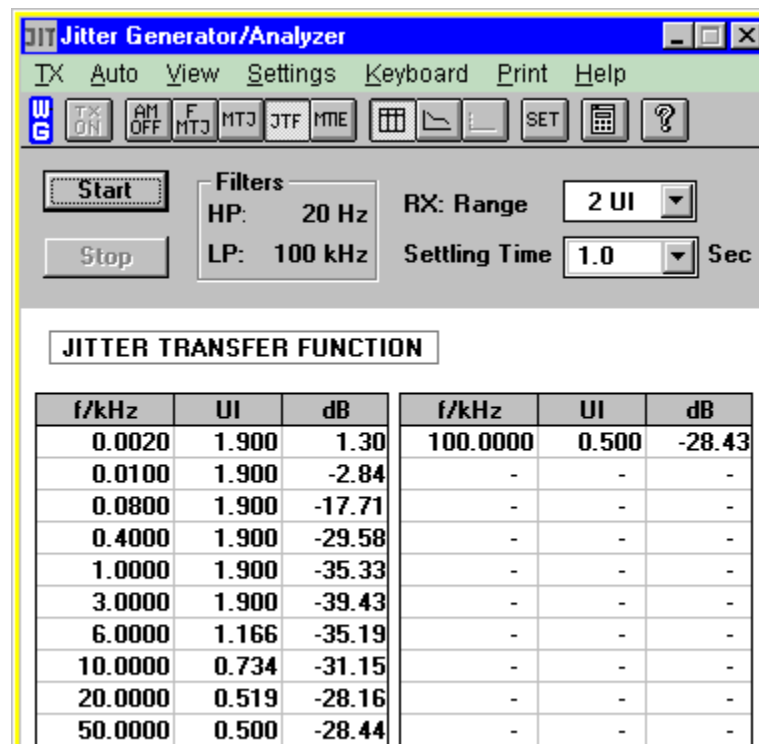 JIT Jitter Generator/Analyzer
TX Auto View Settings Keyboard Print Help
WG TX ON AM OFF F MTJ MTJ JTF MTIE SET ?
Start
Stop
Filters
HP: 20 Hz
LP: 100 kHz
RX: Range 2 UI
Settling Time 1.0 Sec
JITTER TRANSFER FUNCTION
f/kHz UI dB f/kHz UI dB
0.0020 1.900 1.30 100.0000 0.500 -28.43
0.0100 1.900 -2.84 - - -
0.0800 1.900 -17.71 - - -
0.4000 1.900 -29.58 - - -
1.0000 1.900 -35.33 - - -
3.0000 1.900 -39.43 - - -
6.0000 1.166 -35.19 - - -
10.0000 0.734 -31.15 - - -
20.0000 0.519 -28.16 - - -
50.0000 0.500 -28.44 - - -